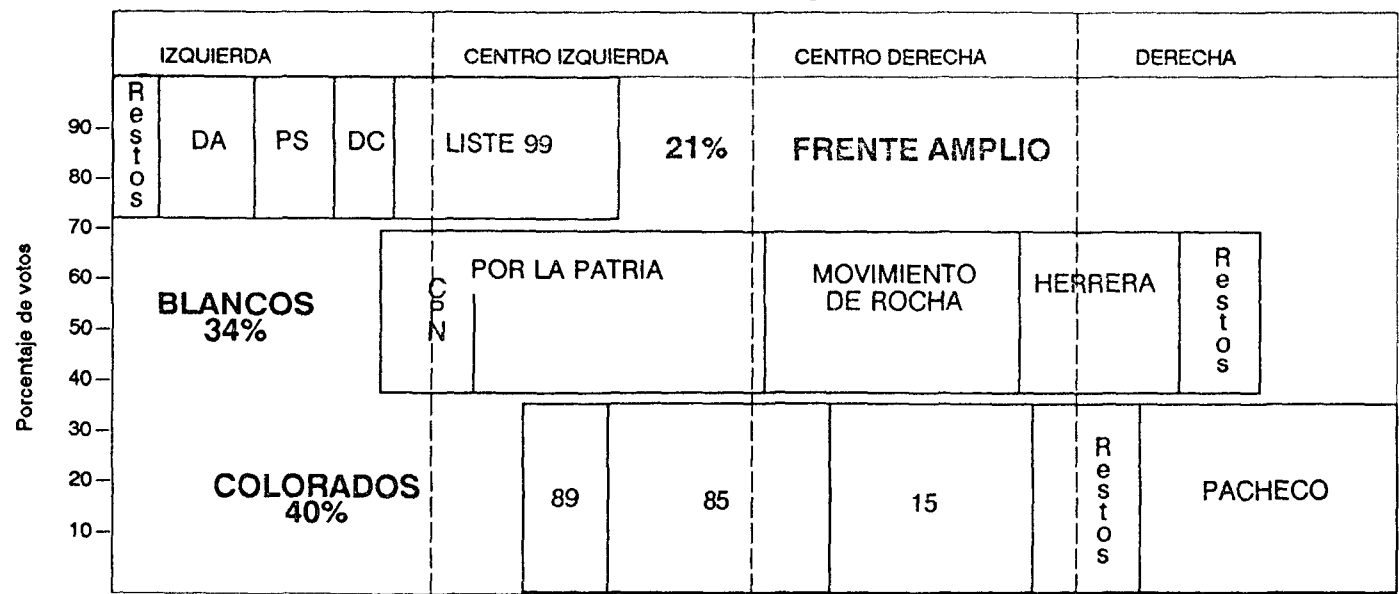 IZQUIERDA CENTRO IZQUIERDA CENTRO DERECHA DERECHA
Restos DA PS DC LISTE 99 21% FRENTE AMPLIO
BLANCOS
34%
CPN POR LA PATRIA MOVIMIENTO
DE ROCHA
HERRERA Restos
COLORADOS
40%
89 85 15 Restos PACHECO
Porcentaje de votos
90
80
70
60
50
40
30
20
10